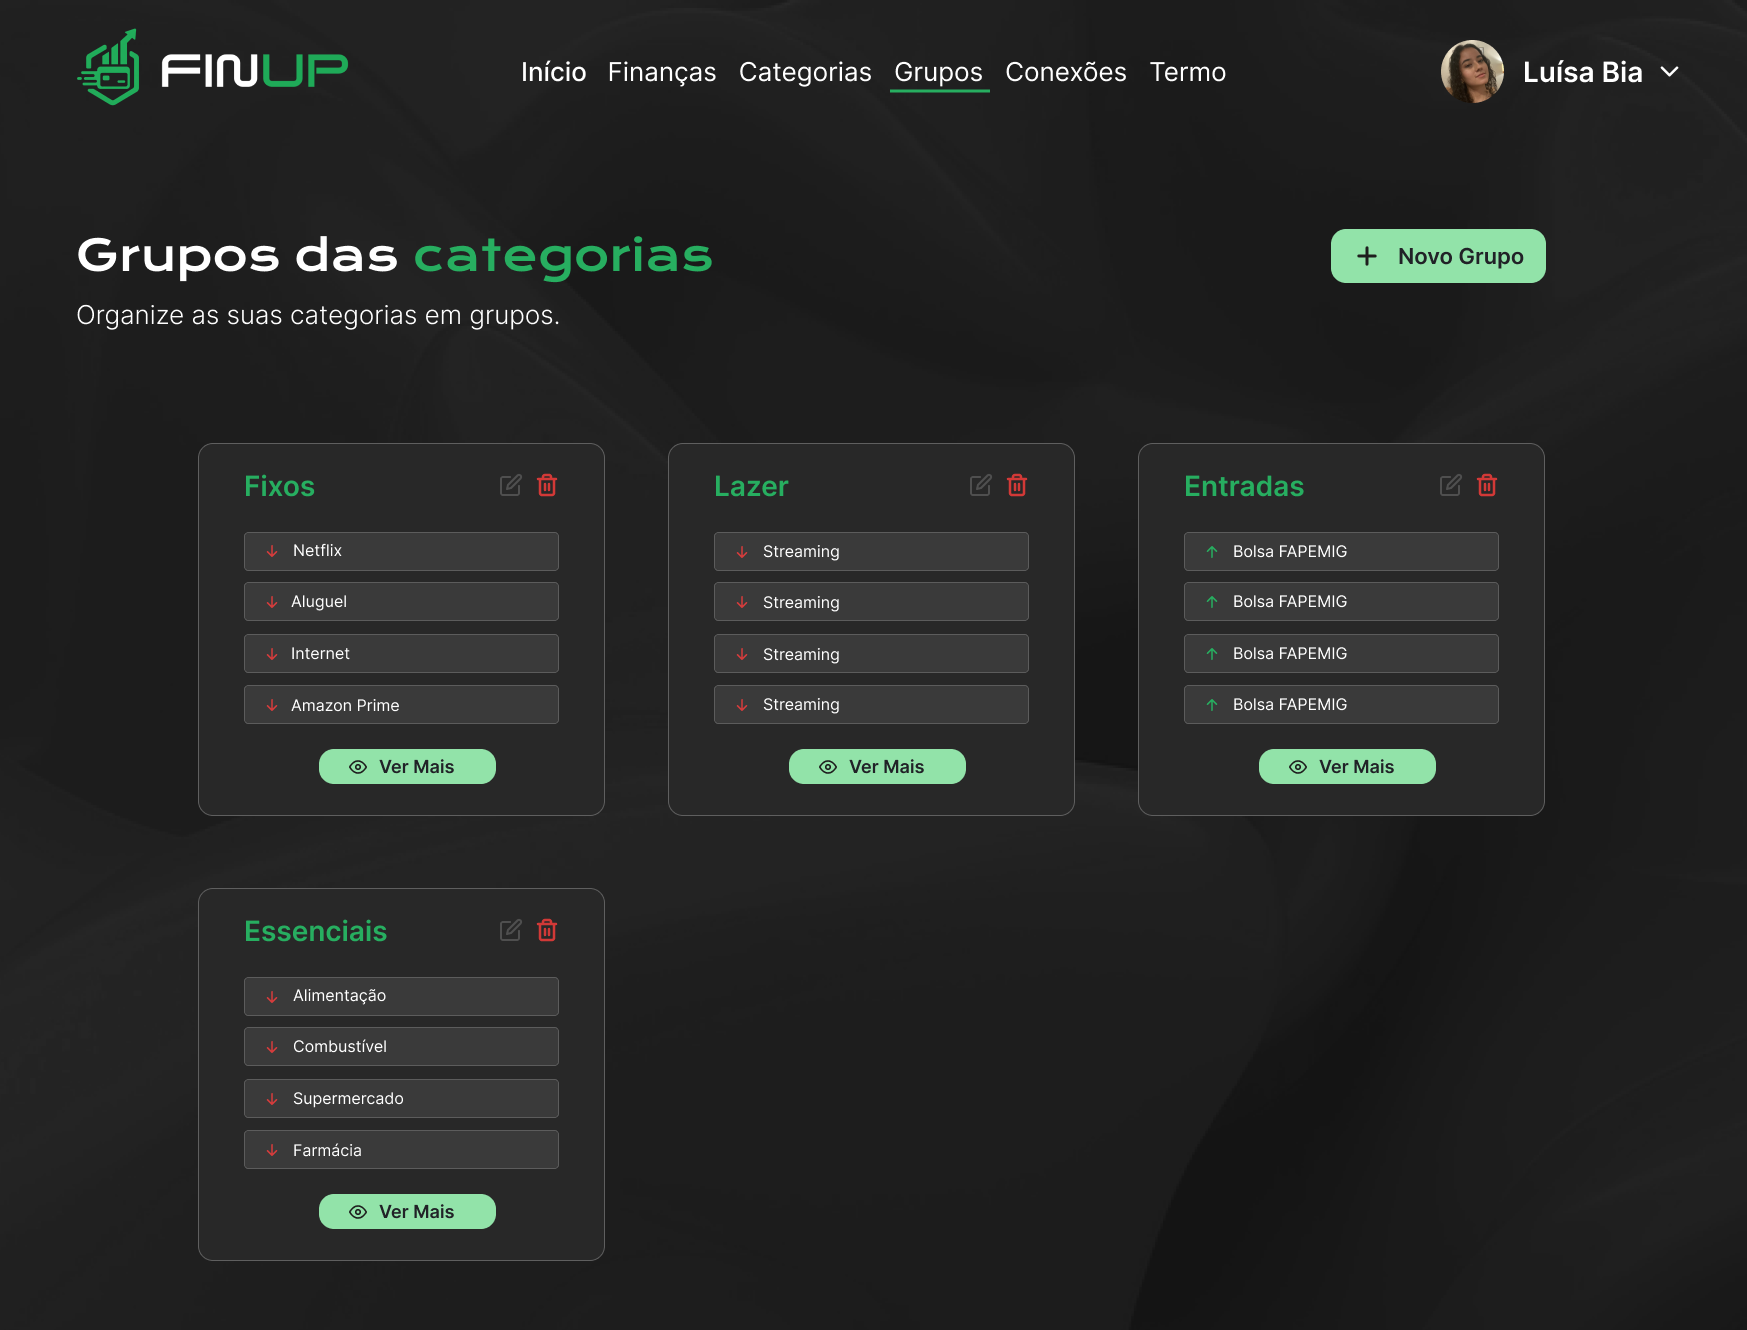 FINUP
Início Finanças Categorias Grupos Conexões Termo
Luísa Bia
Grupos das categorias
Novo Grupo
Organize as suas categorias em grupos.
Fixos
Netflix
Aluguel
Internet
Amazon Prime
Ver Mais
Lazer
Streaming
Streaming
Streaming
Streaming
Ver Mais
Entradas
Bolsa FAPEMIG
Bolsa FAPEMIG
Bolsa FAPEMIG
Bolsa FAPEMIG
Ver Mais
Essenciais
Alimentação
Combustível
Supermercado
Farmácia
Ver Mais